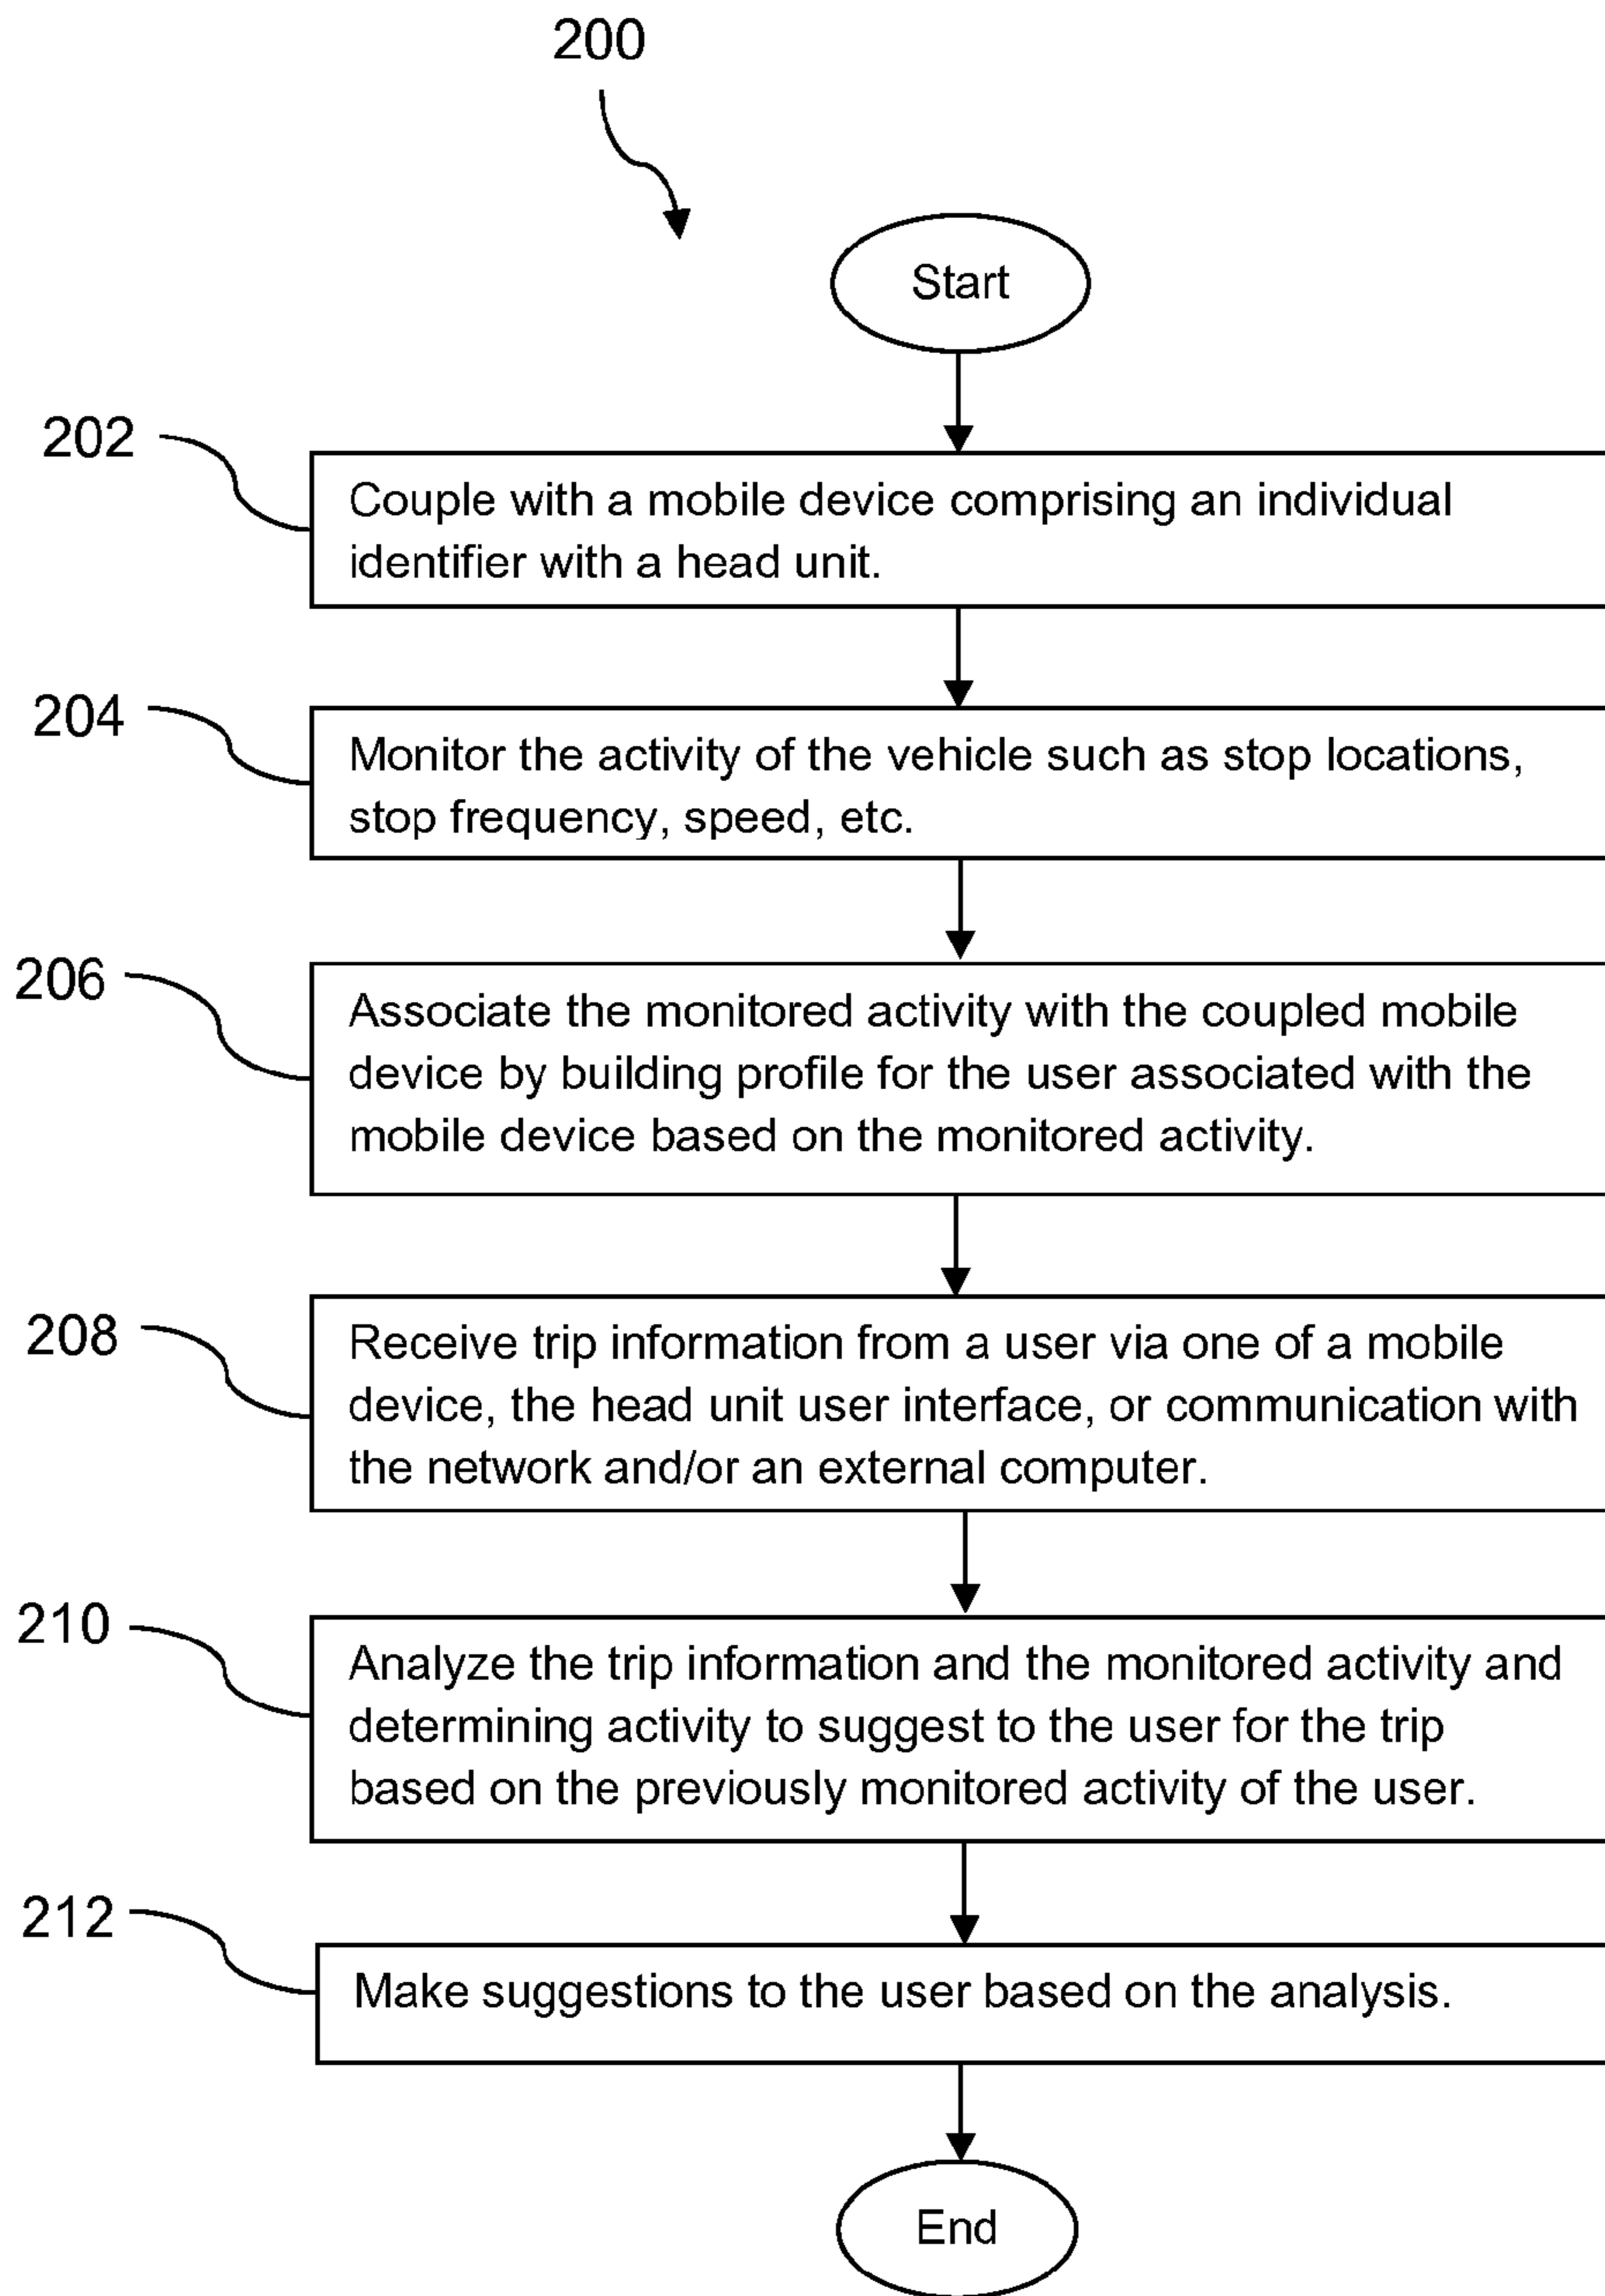 200
Start
202
Couple with a mobile device comprising an individual
identifier with a head unit.
204
Monitor the activity of the vehicle such as stop locations,
stop frequency, speed, etc.
206
Associate the monitored activity with the coupled mobile
device by building profile for the user associated with the
mobile device based on the monitored activity.
208
Receive trip information from a user via one of a mobile
device, the head unit user interface, or communication with
the network and/or an external computer.
210
Analyze the trip information and the monitored activity and
determining activity to suggest to the user for the trip
based on the previously monitored activity of the user.
212
Make suggestions to the user based on the analysis.
End